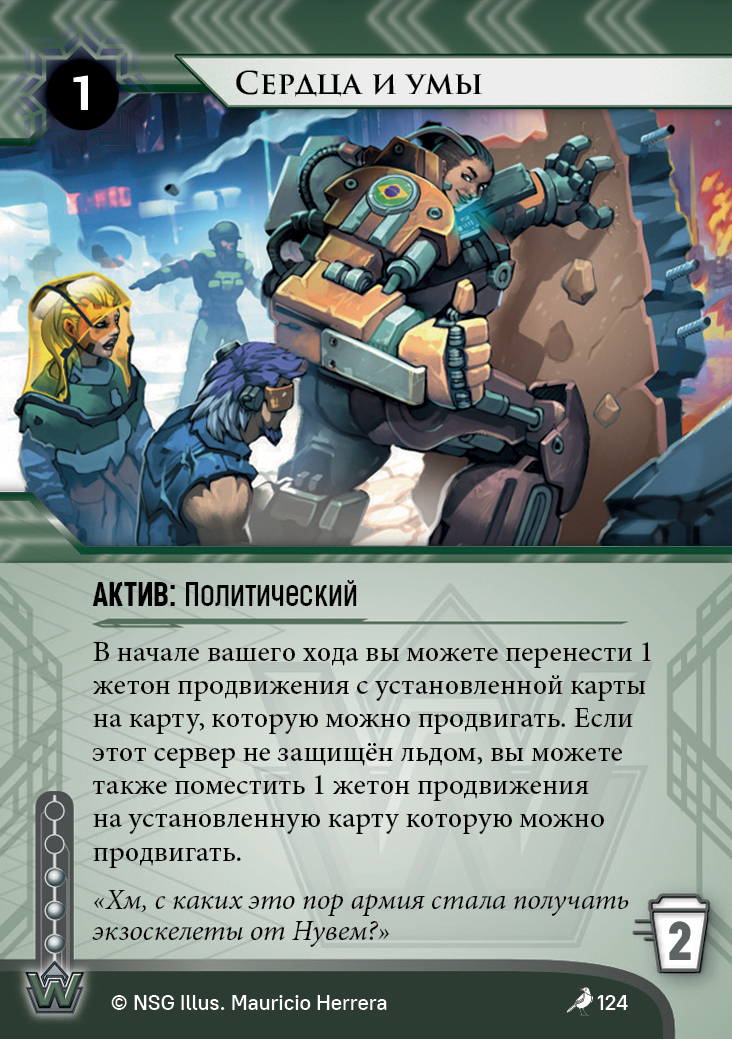 1
Сердца и умы
АКТИВ: Политический
В начале вашего хода вы можете перенести 1
жетон продвижения с установленной карты
на карту, которую можно продвигать. Если
этот сервер не защищён льдом, вы можете
также поместить 1 жетон продвижения
на установленную карту которую можно
продвигать.
«Хм, с каких это пор армия стала получать
экзоскелеты от Нувем?»
2
W
© NSG Illus. Mauricio Herrera
124